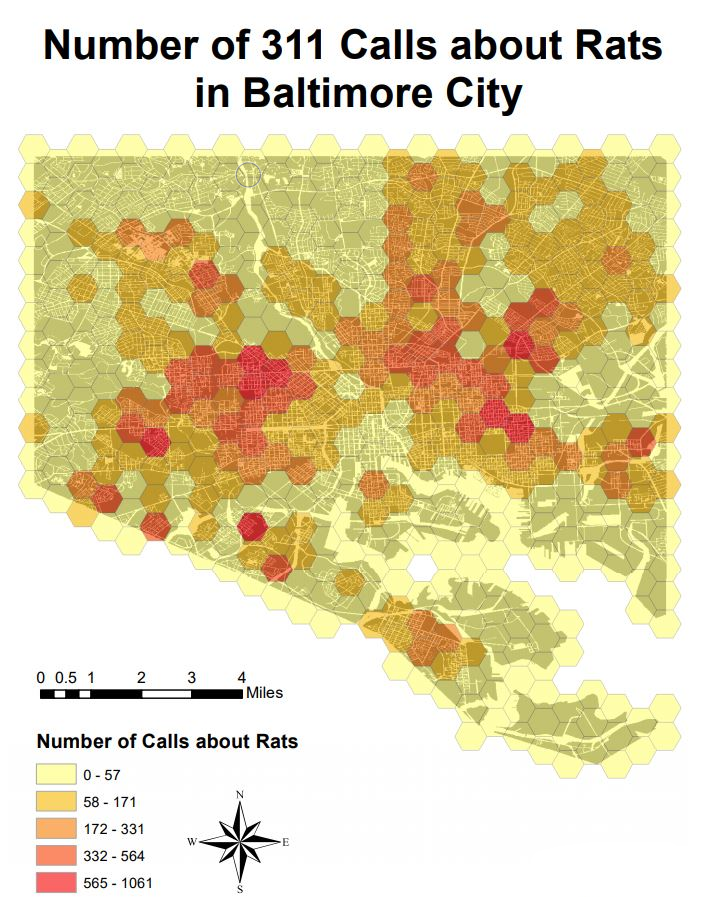 Number of 311 Calls about Rats
in Baltimore City
0 0.5 1 2 3 4
Miles
Number of Calls about Rats
0 - 57
58 - 171
172 - 331
332 - 564
565 - 1061
N
W E
S